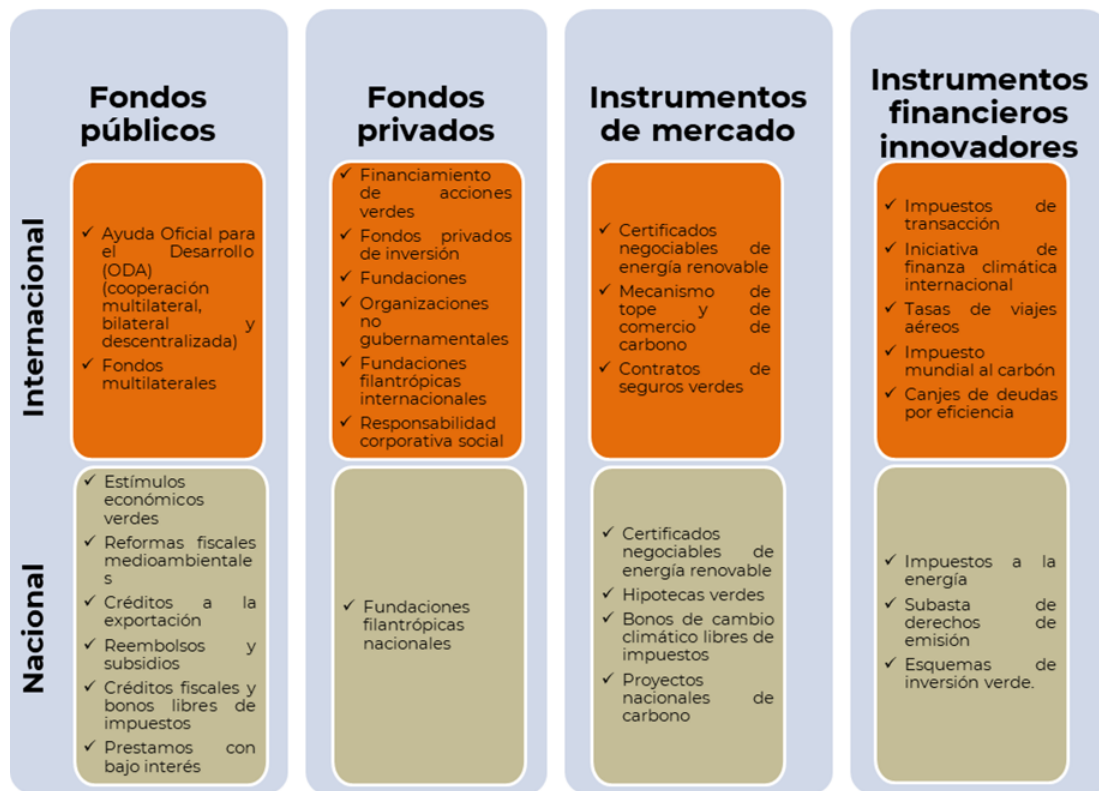 Fondos
públicos
Fondos
privados
Instrumentos
de mercado
Instrumentos
financieros
innovadores
Internacional
✓ Ayuda Oficial para
el Desarrollo
(ODA)
(cooperación
multilateral,
bilateral y
descentralizada)
✓ Fondos
multilaterales
✓ Financiamiento
de acciones
verdes
✓ Fondos privados
de inversión
✓ Fundaciones
✓ Organizaciones
no
gubernamentales
✓ Fundaciones
filantrópicas
internacionales
✓ Responsabilidad
corporativa social
✓ Certificados
negociables de
energía renovable
✓ Mecanismo de
tope y de
comercio de
carbono
✓ Contratos de
seguros verdes
✓ Impuestos de
transacción
✓ Iniciativa de
finanza climática
internacional
✓ Tasas de viajes
aéreos
✓ Impuesto
mundial al carbón
✓ Canjes de deudas
por eficiencia
Nacional
✓ Estímulos
económicos
verdes
✓ Reformas fiscales
medioambientale
s
✓ Créditos a la
exportación
✓ Reembolsos y
subsidios
✓ Créditos fiscales y
bonos libres de
impuestos
✓ Prestamos con
bajo interés
✓ Fundaciones
filantrópicas
nacionales
✓ Certificados
negociables de
energía renovable
✓ Hipotecas verdes
✓ Bonos de cambio
climático libres de
impuestos
✓ Proyectos
nacionales de
carbono
✓ Impuestos a la
energía
✓ Subasta de
derechos de
emisión
✓ Esquemas de
inversión verde.